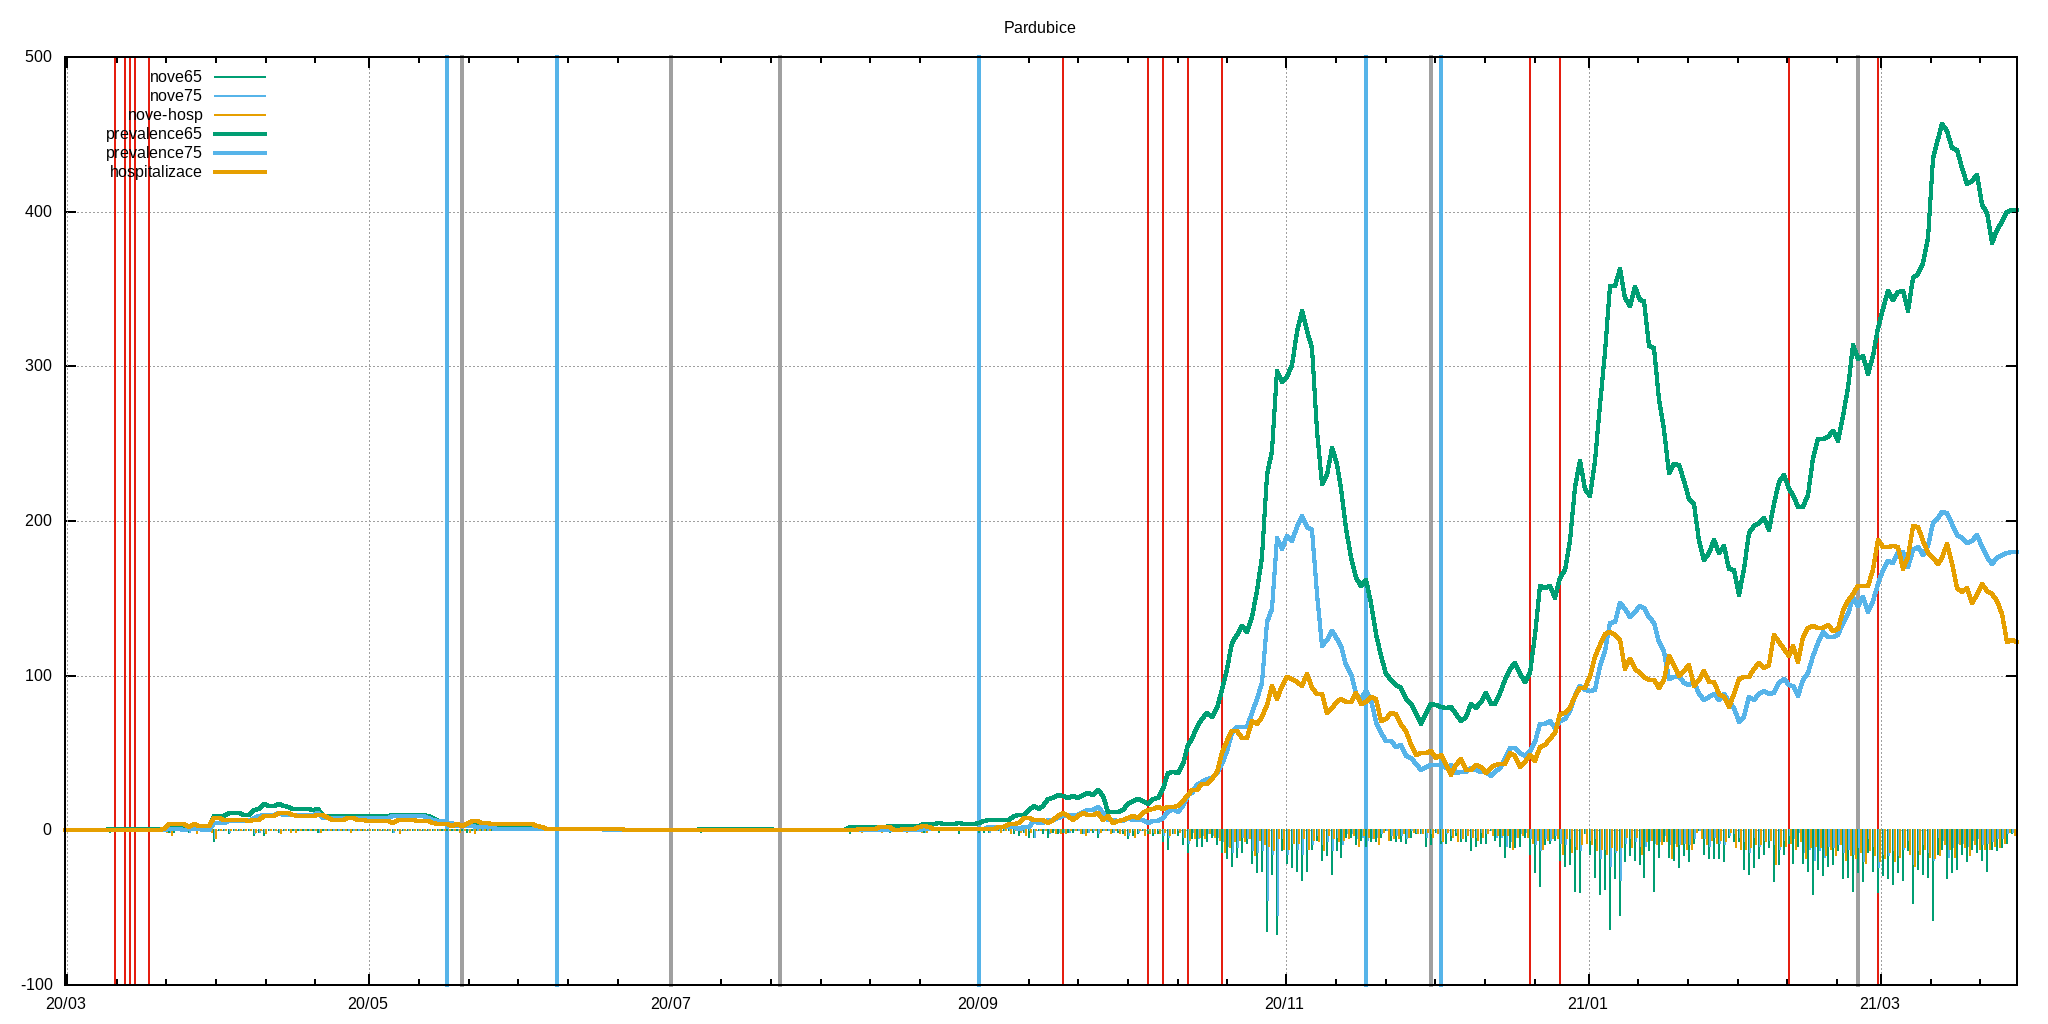 Pardubice
500
nove65
nove75
nove-hosp
prevalence65
prevalence75
hospitalizace
400
300
200
100
0
-100
20/03 20/05 20/07 20/09 20/11 21/01 21/03